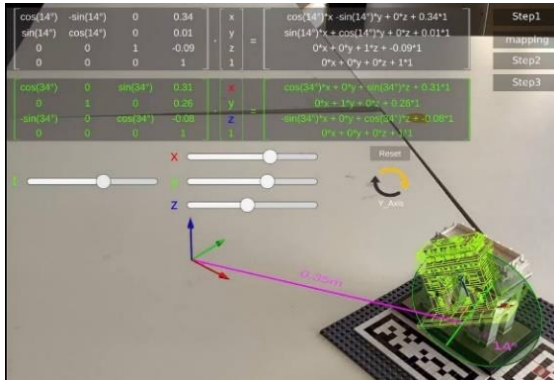 cos(14°) -sin(14°) 0 0.34 x cos(14°)*x -sin(14°)*y + 0*z + 0.34*1
sin(14°) cos(14°) 0 0.01 y sin(14°)*x + cos(14°)*y + 0*z + 0.01*1
0 0 1 -0.09 · z = 0*x + 0*y + 1*z + -0.09*1
0 0 0 1 1 0*x + 0*y + 0*z + 1*1
Step1
mapping
Step2
Step3
cos(34°) 0 sin(34°) 0.31 x cos(34°)*x + 0*y + sin(34°)*z + 0.31*1
0 1 0 0.26 y 0*x + 1*y + 0*z + 0.26*1
-sin(34°) 0 cos(34°) -0.08 · z = -sin(34°)*x + 0*y + cos(34°)*z + -0.08*1
0 0 0 1 1 0*x + 0*y + 0*z + 1*1
x
Reset
y
Y_Axis
z
0.35m
14°